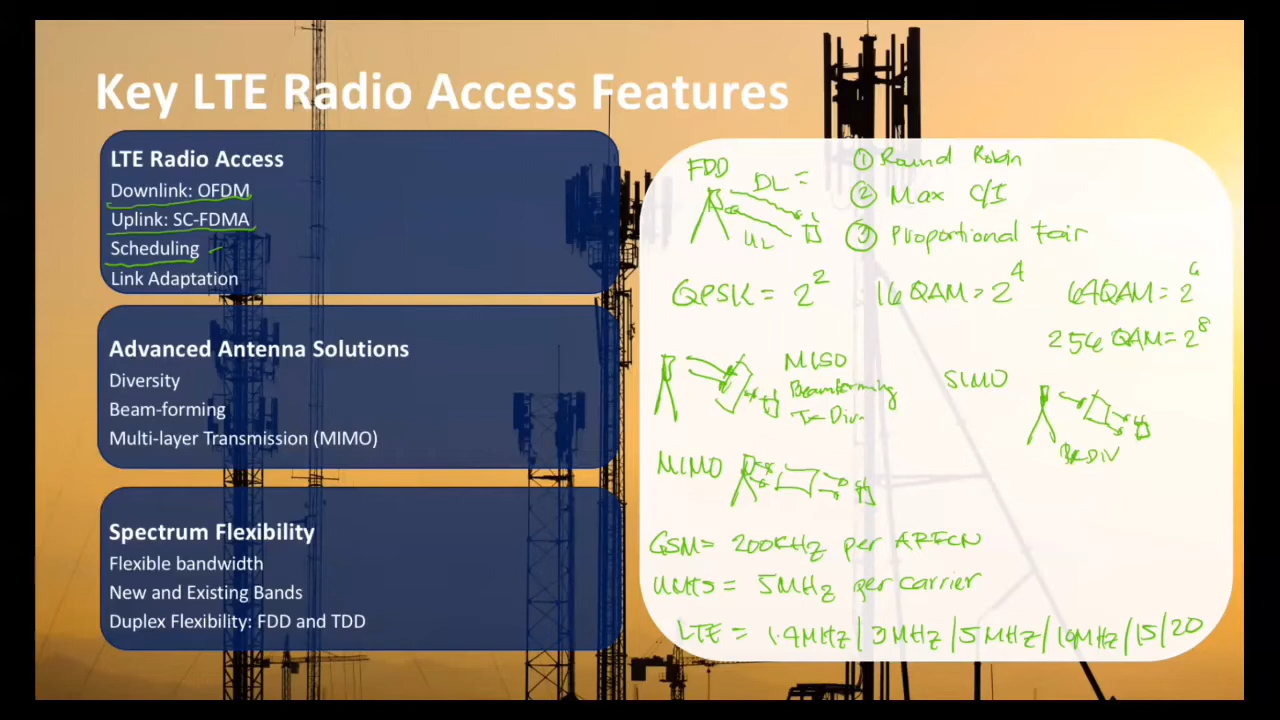 Key LTE Radio Access Features
LTE Radio Access
Downlink: OFDM
Uplink: SC-FDMA
Scheduling
Link Adaptation
Advanced Antenna Solutions
Diversity
Beam-forming
Multi-layer Transmission (MIMO)
Spectrum Flexibility
Flexible bandwidth
New and Existing Bands
Duplex Flexibility: FDD and TDD
FDD
DL =
UL
① Round Robin
② Max C/I
③ Proportional Fair
QPSK = 2²
16 QAM = 2⁴
64QAM = 2⁶
256 QAM = 2⁸
MISO
Beamforming
Tx Div.
SIMO
Rx DIV
MIMO
GSM = 200KHz per ARFCN
UMTS = 5MHz per carrier
LTE = 1.4MHz / 3MHz / 5MHz / 10MHz / 15 / 20